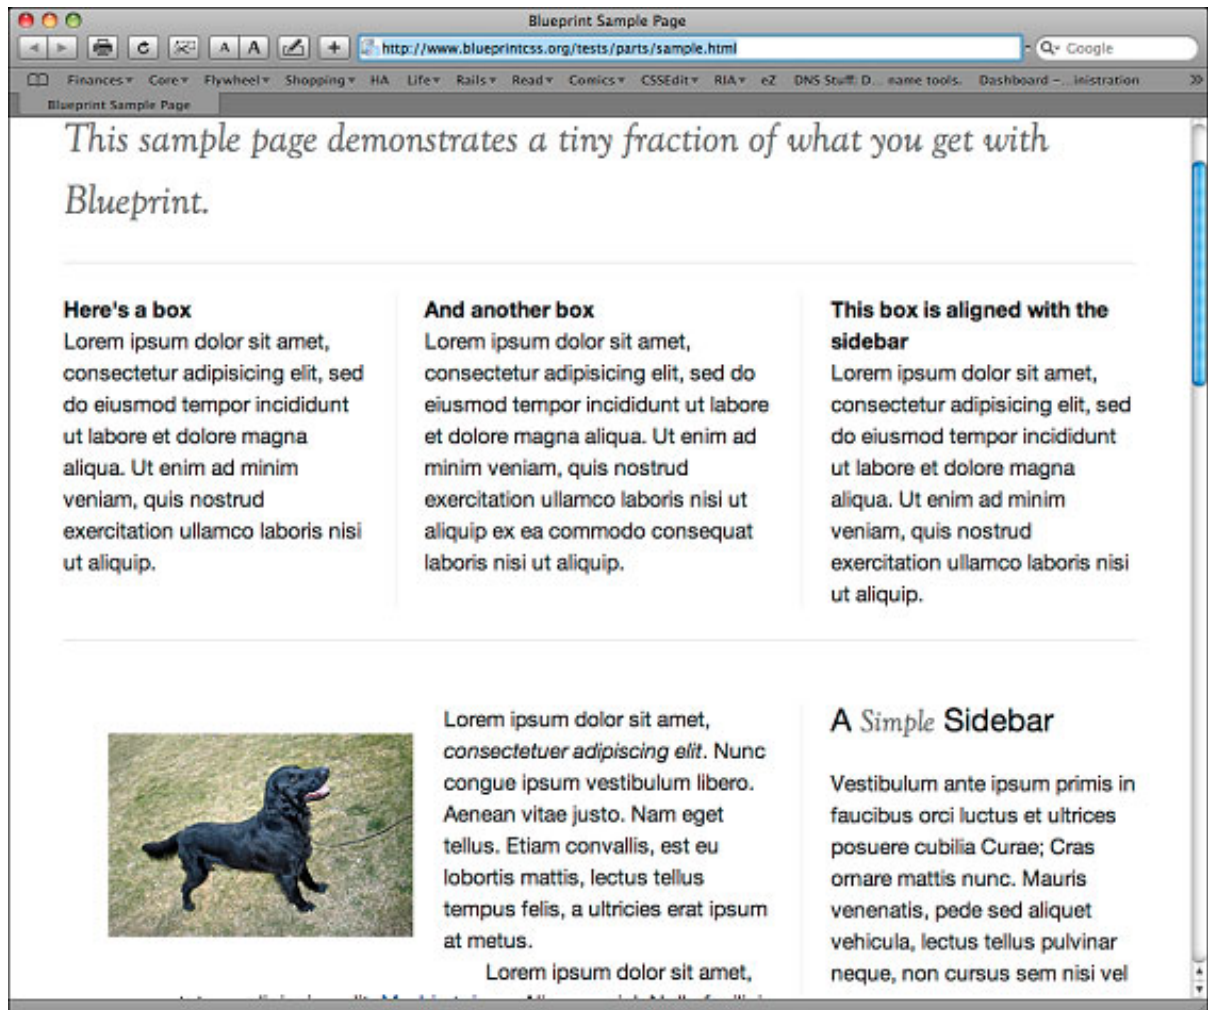 Blueprint Sample Page
A A + http://www.blueprintcss.org/tests/parts/sample.html Google
Finances Core Flywheel Shopping HA Life Rails Read Comics CSSEdit RIA eZ DNS Stuff: D... name tools. Dashboard – ...inistration »
Blueprint Sample Page
This sample page demonstrates a tiny fraction of what you get with
Blueprint.
Here's a box
Lorem ipsum dolor sit amet,
consectetur adipisicing elit, sed
do eiusmod tempor incididunt
ut labore et dolore magna
aliqua. Ut enim ad minim
veniam, quis nostrud
exercitation ullamco laboris nisi
ut aliquip.
And another box
Lorem ipsum dolor sit amet,
consectetur adipisicing elit, sed do
eiusmod tempor incididunt ut labore
et dolore magna aliqua. Ut enim ad
minim veniam, quis nostrud
exercitation ullamco laboris nisi ut
aliquip ex ea commodo consequat
laboris nisi ut aliquip.
This box is aligned with the
sidebar
Lorem ipsum dolor sit amet,
consectetur adipisicing elit, sed
do eiusmod tempor incididunt
ut labore et dolore magna
aliqua. Ut enim ad minim
veniam, quis nostrud
exercitation ullamco laboris nisi
ut aliquip.
Lorem ipsum dolor sit amet,
consectetuer adipiscing elit. Nunc
congue ipsum vestibulum libero.
Aenean vitae justo. Nam eget
tellus. Etiam convallis, est eu
lobortis mattis, lectus tellus
tempus felis, a ultricies erat ipsum
at metus.
Lorem ipsum dolor sit amet,
A Simple Sidebar
Vestibulum ante ipsum primis in
faucibus orci luctus et ultrices
posuere cubilia Curae; Cras
ornare mattis nunc. Mauris
venenatis, pede sed aliquet
vehicula, lectus tellus pulvinar
neque, non cursus sem nisi vel